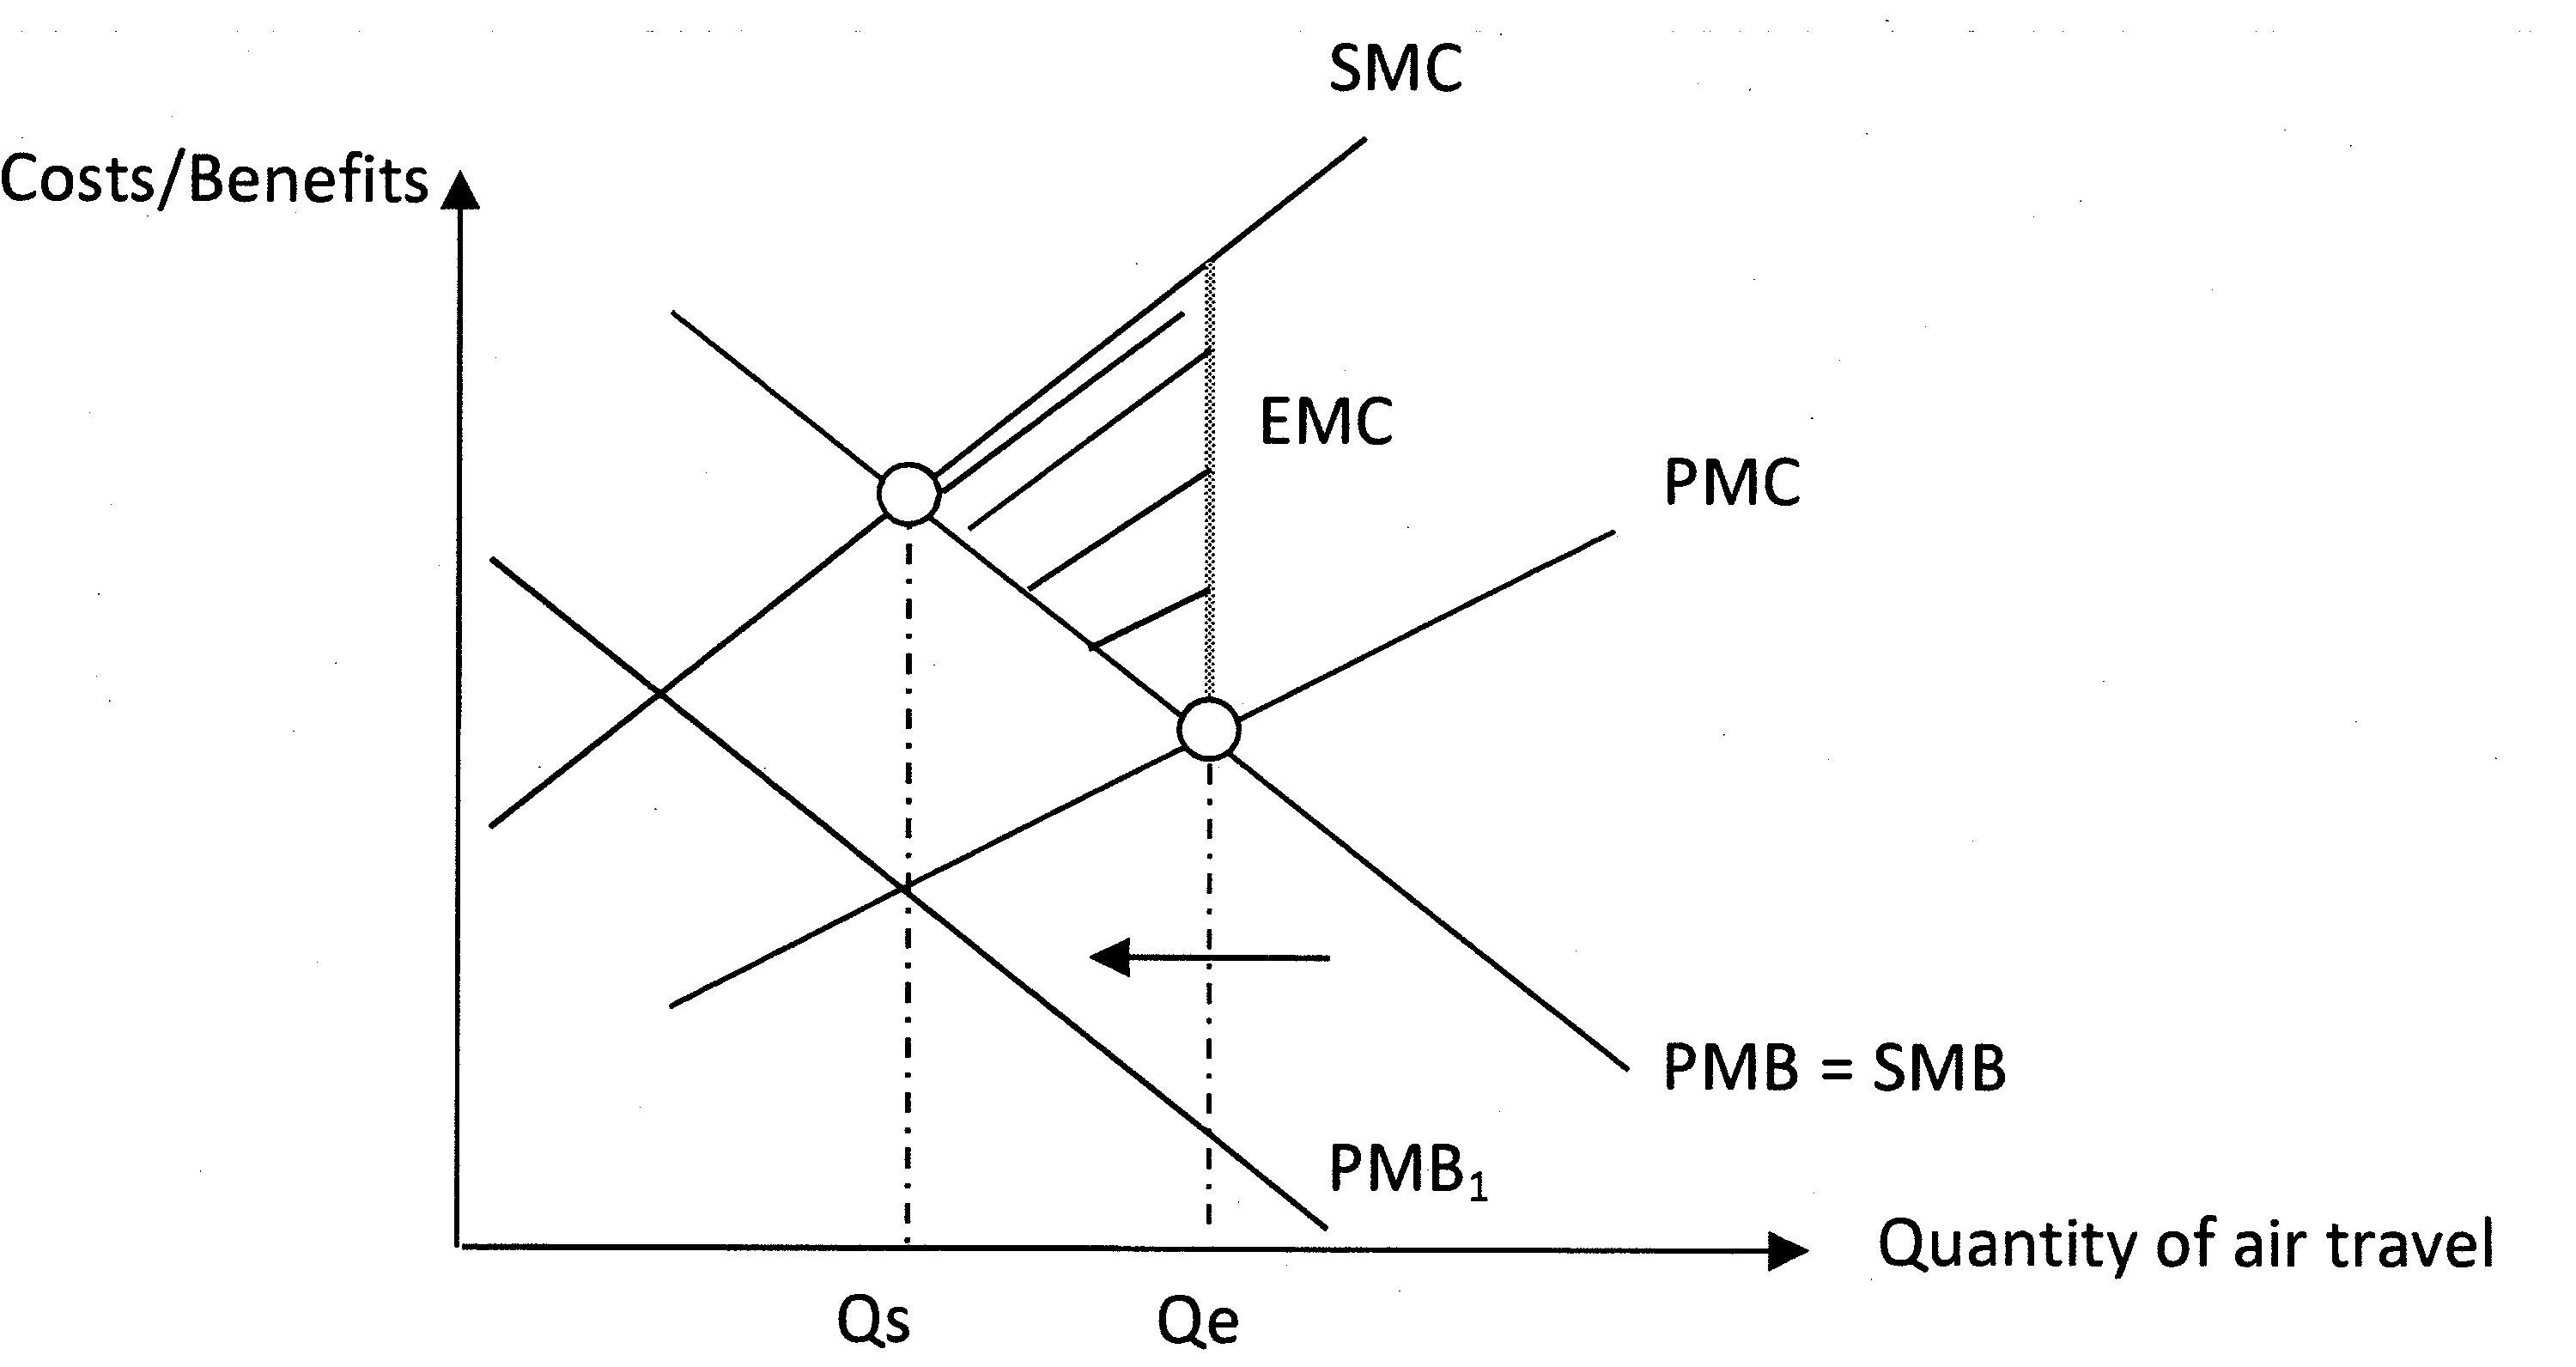 SMC
Costs/Benefits
EMC
PMC
PMB = SMB
PMB₁
Quantity of air travel
Qs
Qe